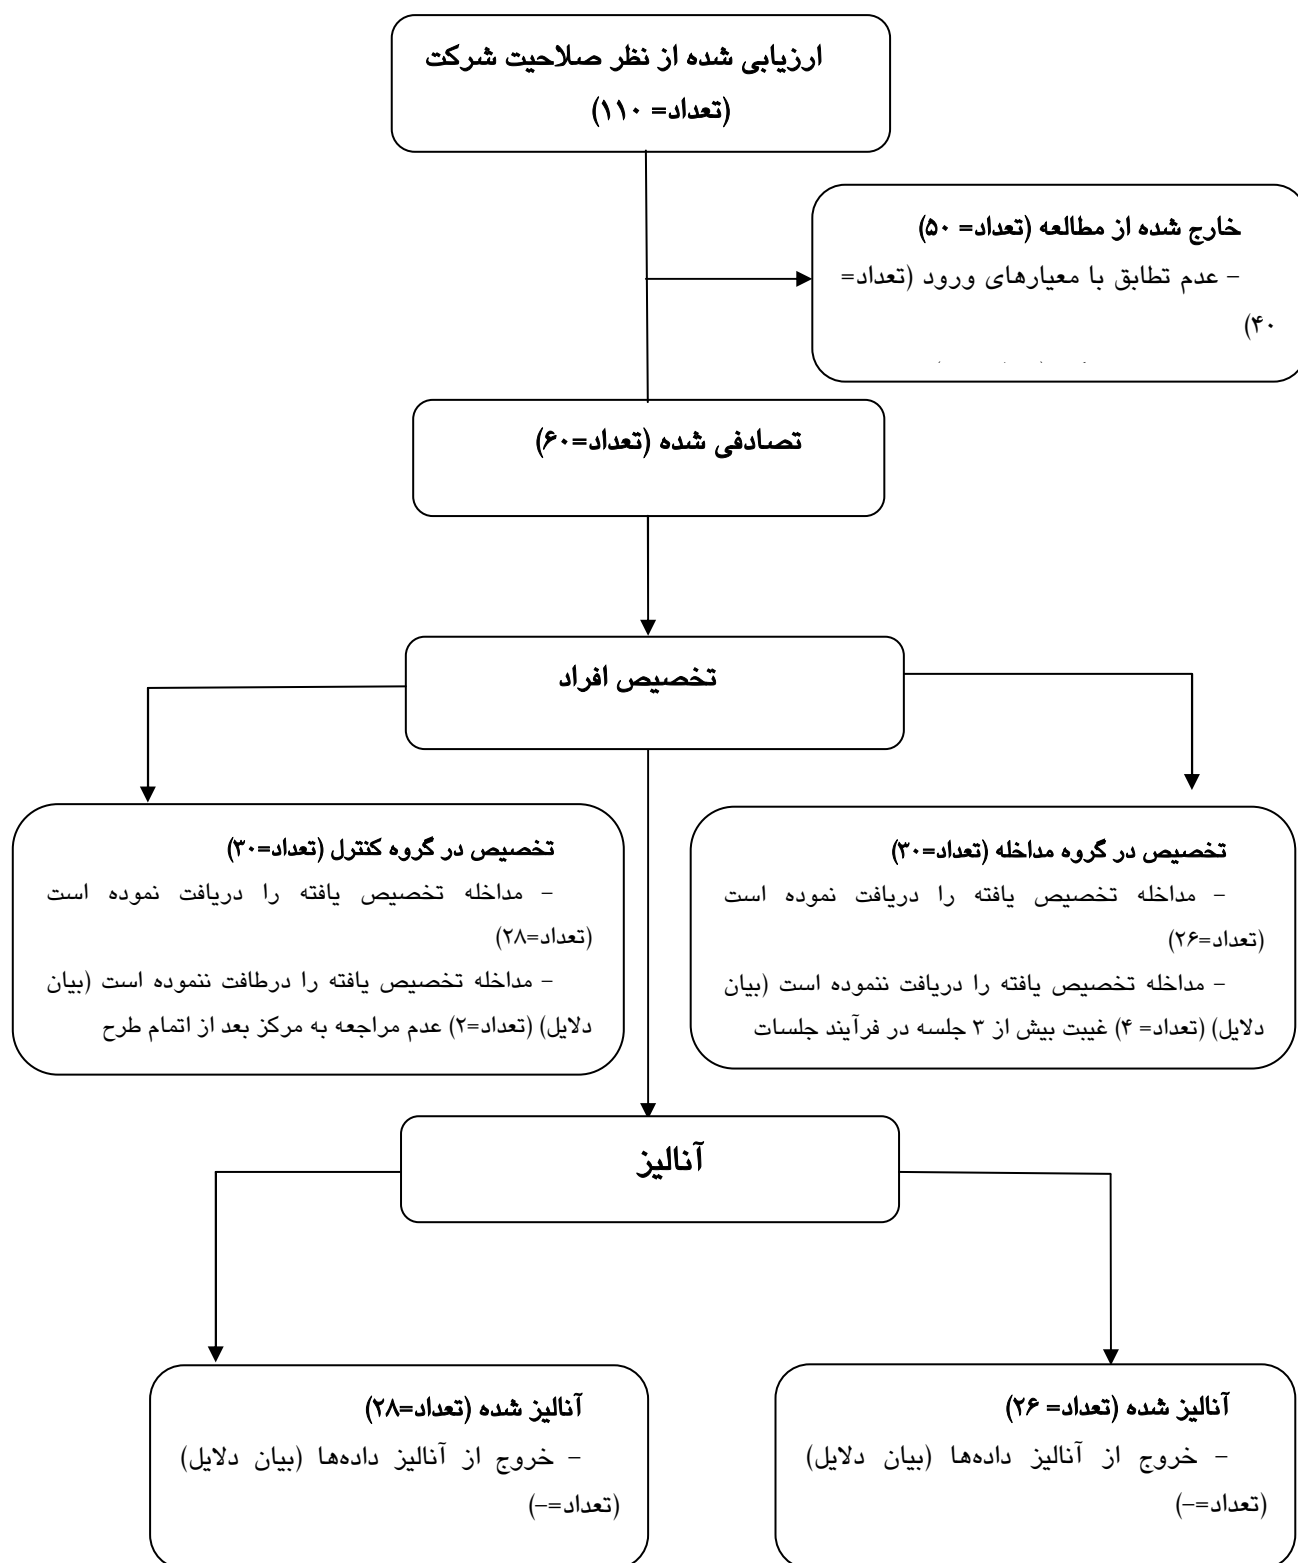 ارزیابی شده از نظر صلاحیت شرکت
(تعداد= ۱۱۰)
خارج شده از مطالعه (تعداد= ۵۰)
- عدم تطابق با معیارهای ورود (تعداد=
۴۰)
تصادفی شده (تعداد=۶۰)
تخصیص افراد
تخصیص در گروه مداخله (تعداد=۳۰)
- مداخله تخصیص یافته را دریافت نموده است
(تعداد=۲۶)
- مداخله تخصیص یافته را دریافت ننموده است (بیان
دلایل) (تعداد= ۴) غیبت بیش از ۳ جلسه در فرآیند جلسات
تخصیص در گروه کنترل (تعداد=۳۰)
- مداخله تخصیص یافته را دریافت نموده است
(تعداد=۲۸)
- مداخله تخصیص یافته را درطافت ننموده است (بیان
دلایل) (تعداد=۲) عدم مراجعه به مرکز بعد از اتمام طرح
آنالیز
آنالیز شده (تعداد= ۲۶)
- خروج از آنالیز داده‌ها (بیان دلایل)
(تعداد=-)
آنالیز شده (تعداد=۲۸)
- خروج از آنالیز داده‌ها (بیان دلایل)
(تعداد=-)